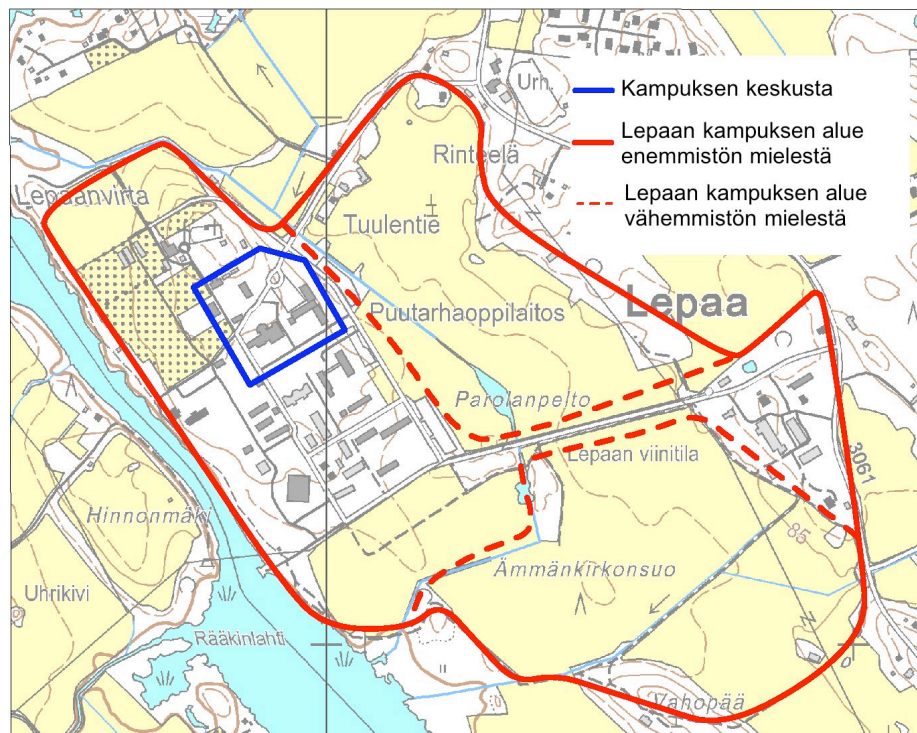 Kampuksen keskusta
Lepaan kampuksen alue
enemmistön mielestä
Lepaan kampuksen alue
vähemmistön mielestä
Urh.
Rinteelä
Lepaanvirta
Tuulentie
Puutarhaoppilaitos
Lepaa
Parolanpelto
Lepaan viinitila
3061
Hinnonmäki
85
Ämmänkirkonsuo
Uhrikivi
Rääkinlahti
Vahopää